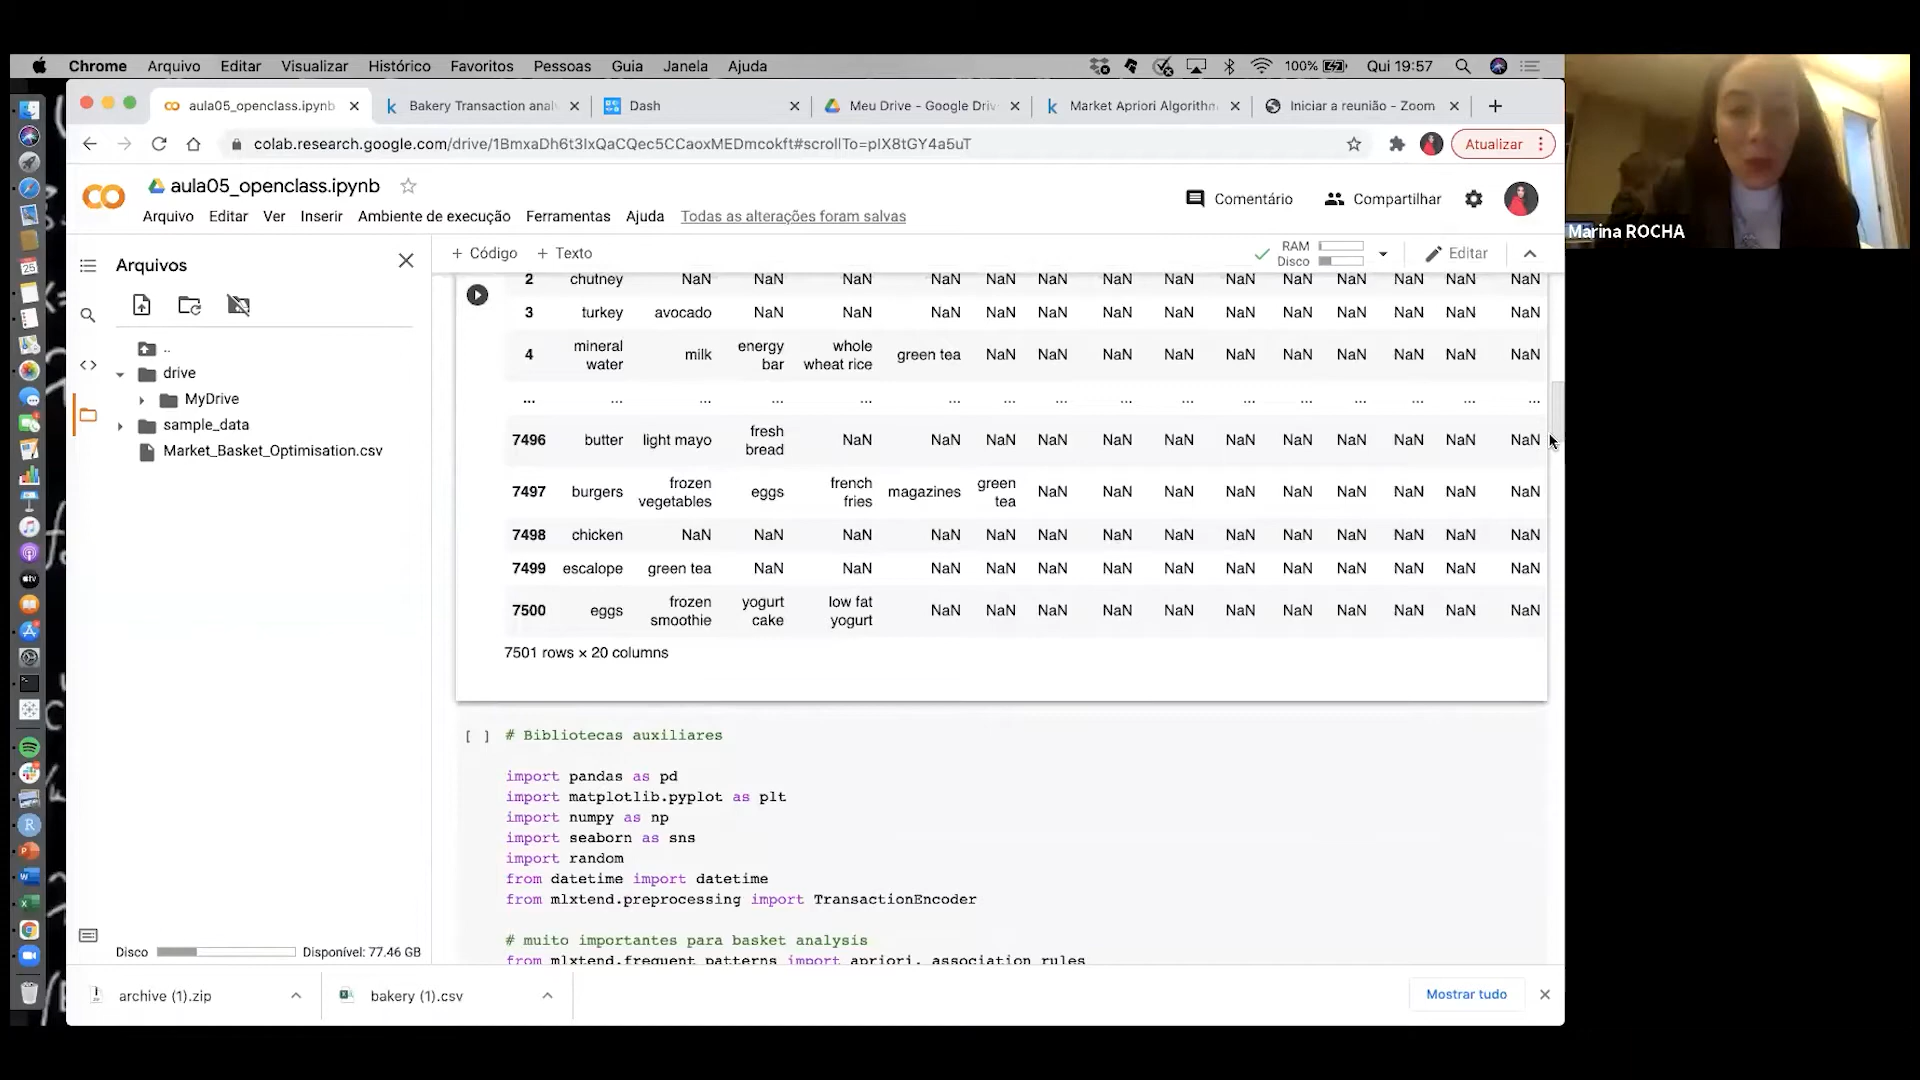 Chrome Arquivo Editar Visualizar Histórico Favoritos Pessoas Guia Janela Ajuda 100% Qui 19:57
aula05_openclass.ipynb Bakery Transaction anal Dash Meu Drive - Google Driv Market Apriori Algorithm Iniciar a reunião - Zoom
colab.research.google.com/drive/1BmxaDh6t3IxQaCQec5CCaoxMEDmcokft#scrollTo=pIX8tGY4a5uT Atualizar
aula05_openclass.ipynb
Comentário Compartilhar
Arquivo Editar Ver Inserir Ambiente de execução Ferramentas Ajuda Todas as alterações foram salvas
Marina ROCHA
+ Código + Texto RAM Disco Editar
Arquivos
..
drive
MyDrive
sample_data
Market_Basket_Optimisation.csv
2 chutney NaN NaN NaN NaN NaN NaN NaN NaN NaN NaN NaN NaN NaN
3 turkey avocado NaN NaN NaN NaN NaN NaN NaN NaN NaN NaN NaN NaN
4 mineral water milk energy bar whole wheat rice green tea NaN NaN NaN NaN NaN NaN NaN NaN NaN
... ... ... ... ... ... ... ... ... ... ... ... ... ... ...
7496 butter light mayo fresh bread NaN NaN NaN NaN NaN NaN NaN NaN NaN NaN NaN
7497 burgers frozen vegetables eggs french fries magazines green tea NaN NaN NaN NaN NaN NaN NaN NaN
7498 chicken NaN NaN NaN NaN NaN NaN NaN NaN NaN NaN NaN NaN NaN
7499 escalope green tea NaN NaN NaN NaN NaN NaN NaN NaN NaN NaN NaN NaN
7500 eggs frozen smoothie yogurt cake low fat yogurt NaN NaN NaN NaN NaN NaN NaN NaN NaN NaN
7501 rows × 20 columns
[ ] # Bibliotecas auxiliares
import pandas as pd
import matplotlib.pyplot as plt
import numpy as np
import seaborn as sns
import random
from datetime import datetime
from mlxtend.preprocessing import TransactionEncoder
# muito importantes para basket analysis
from mlxtend.frequent_patterns import apriori, association_rules
Disco Disponível: 77.46 GB
archive (1).zip bakery (1).csv Mostrar tudo